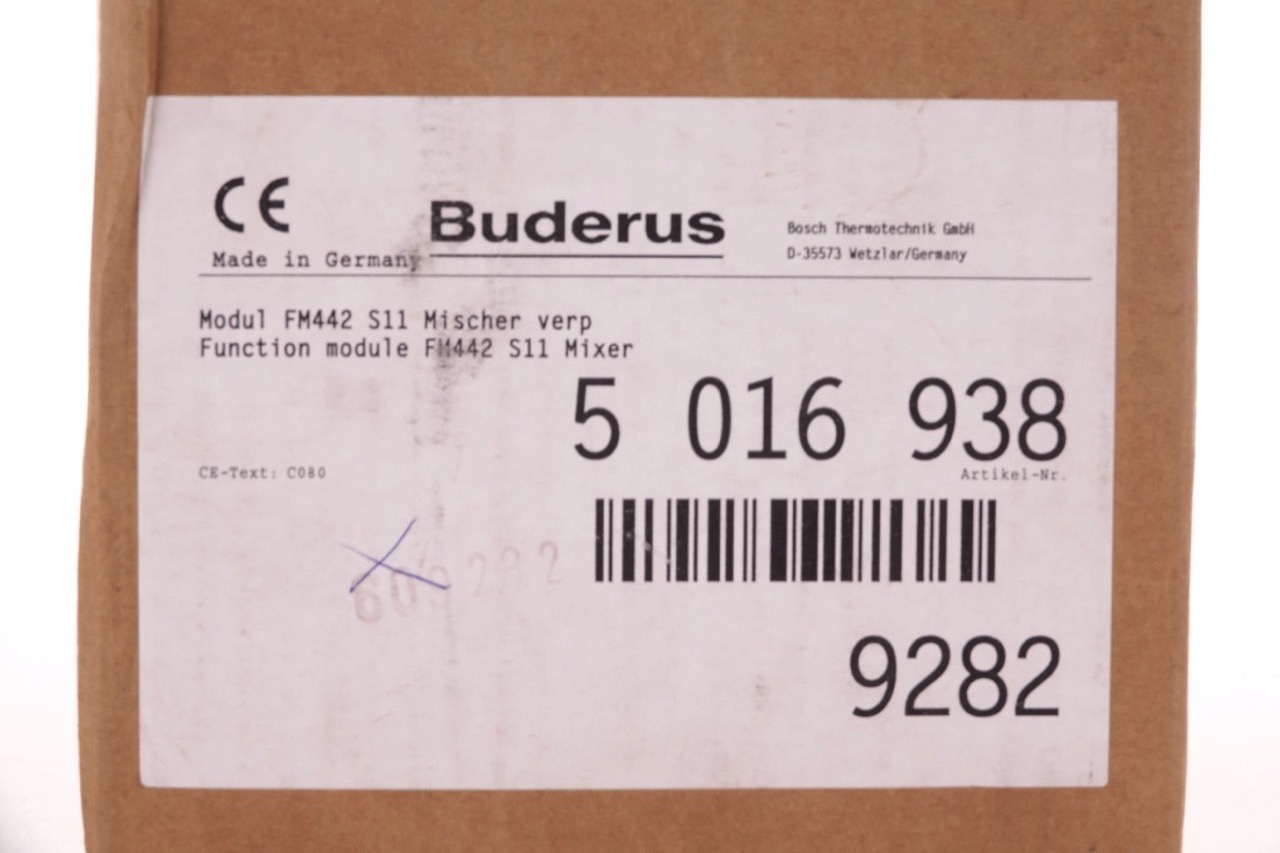 CE
Made in Germany
Buderus
Bosch Thermotechnik GmbH
D-35573 Wetzlar/Germany
Modul FM442 S11 Mischer verp
Function module FM442 S11 Mixer
5 016 938
Artikel-Nr.
CE-Text: C080
9282